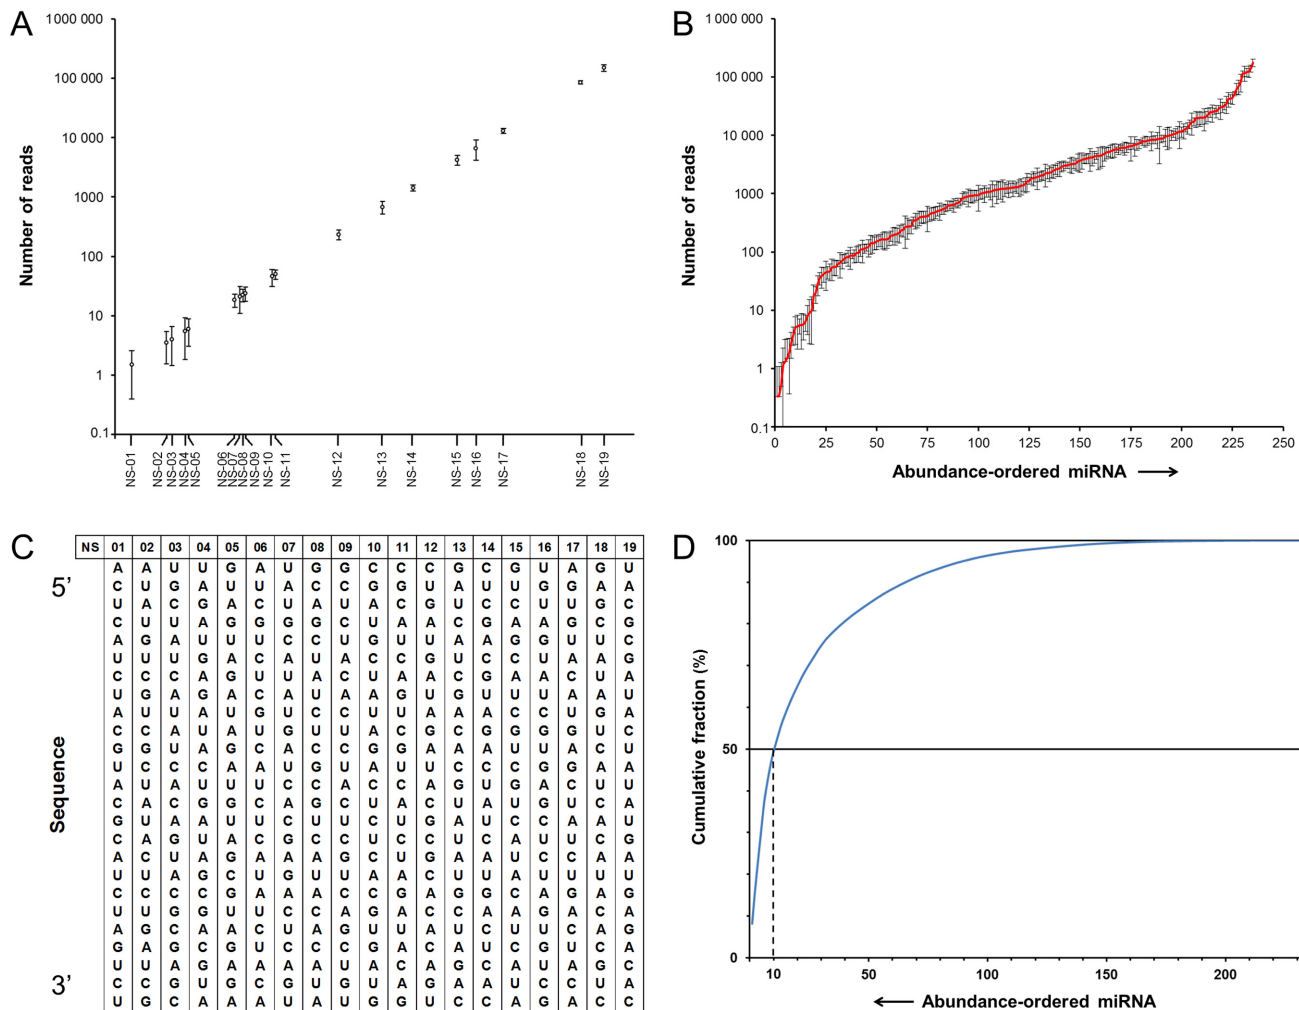 A
1 000 000
100 000
10 000
1000
100
10
1
0.1
Number of reads
NS-01
NS-02
NS-03
NS-04
NS-05
NS-06
NS-07
NS-08
NS-09
NS-10
NS-11
NS-12
NS-13
NS-14
NS-15
NS-16
NS-17
NS-18
NS-19
B
1 000 000
100 000
10 000
1000
100
10
1
0.1
Number of reads
0 25 50 75 100 125 150 175 200 225 250
Abundance-ordered miRNA
C
NS 01 02 03 04 05 06 07 08 09 10 11 12 13 14 15 16 17 18 19
A A U U G A U G G C C C G C G U A G U
5’ C U G A U U A C C G G U A U U G G A A
U A C G A C U A U A C G U C C U U G C
C U U A G G G G C U A A C G A A G C G
A G A U U U C C U G U U A A G G U C C
U U U G A C A U A C C G U C C U A A G
C C C A G U U A C U A A C G A A C U A
U G A G A C A U A A G U G U U U A A U
A U U A U G U C C U U A A A C C U G A
C C A U A U G U U A C G C G G G G A C
G G U A G C A C C G G A A A U U A C U
U C C C A A U G U A U U C C C G G A A
A U A U U U C C A C C A G U G A C U U
C A C G G C A G C U A C U A U G U C A
G U A A U U C U U C U G A U C C A A U
C A G U A C G C C U C C U C A U U C G
A C U A G A A A G C U G A A U C C A A
U U A G C U G U U A A C U U A U U U U
C C C C G A A A C C G A G G C A G A G
U U G G U U C C A G A C C G A G A C A
A G C A A C U A G U U A U C U U C A G
G A C G U C C C G U A C A U C G U C A
U U A G A A A A U A C A G C A U A G C
3’ C U G U G C U G U A G A A U C C A U C
U G C A A A U A U G G U C C A G A C C
Sequence
D
100
50
0
Cumulative fraction (%)
10 50 100 150 200
Abundance-ordered miRNA